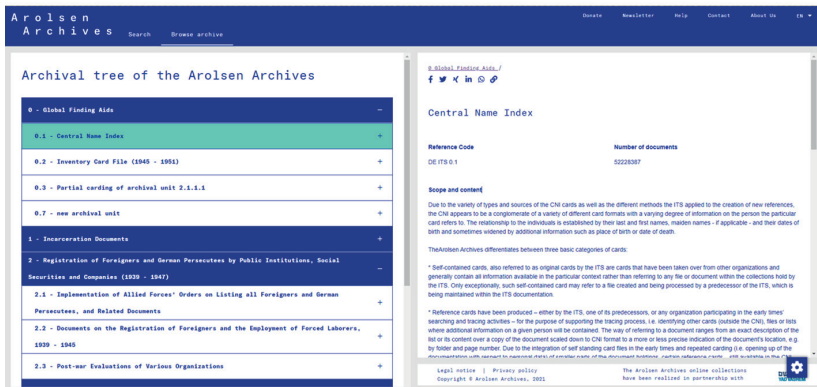 Arolsen
Archives
Search
Browse archive
Donate
Newsletter
Help
Contact
About Us
EN
Archival tree of the Arolsen Archives
0 - Global Finding Aids
0.1 - Central Name Index
0.2 - Inventory Card File (1945 - 1951)
0.3 - Partial carding of archival unit 2.1.1.1
0.7 - new archival unit
1 - Incarceration Documents
2 - Registration of Foreigners and German Persecutees by Public Institutions, Social
Securities and Companies (1939 - 1947)
2.1 - Implementation of Allied Forces' Orders on Listing all Foreigners and German
Persecutees, and Related Documents
2.2 - Documents on the Registration of Foreigners and the Employment of Forced Laborers,
1939 - 1945
2.3 - Post-war Evaluations of Various Organizations
0 Global Finding Aids /
Central Name Index
Reference Code
Number of documents
DE ITS 0.1
52228387
Scope and content
Due to the variety of types and sources of the CNI cards as well as the different methods the ITS applied to the creation of new references,
the CNI appears to be a conglomerate of a variety of different card formats with a varying degree of information on the person the particular
card refers to. The relationship to the individuals is established by their last and first names, maiden names - if applicable - and their dates of
birth and sometimes widened by additional information such as place of birth or date of death.
TheArolsen Archives differentiates between three basic categories of cards:
* Self-contained cards, also referred to as original cards by the ITS are cards that have been taken over from other organizations and
generally contain all information available in the particular context rather than referring to any file or document within the collections hold by
the ITS. Only exceptionally, such self-contained card may refer to a file created and being processed by a predecessor of the ITS, which is
being maintained within the ITS documentation.
* Reference cards have been produced – either by the ITS, one of its predecessors, or any organization participating in the early times'
searching and tracing activities – for the purpose of supporting the tracing process, i.e. identifying other cards (outside the CNI), files or lists
where additional information on a given person will be contained. The way of referring to a document ranges from an exact description of the
list or its content over a copy of the document scaled down to CNI format to a more or less precise indication of the document's location, e.g.
by folder and page number. Due to the integration of self standing card files in the early times and repeated carding (i.e. opening up of the
documentation with respect to personal data) of smaller parts of the document holdings, certain reference cards – still available in the CNI
Legal notice | Privacy policy
Copyright © Arolsen Archives, 2021
The Arolsen Archives online collections
have been realized in partnership with